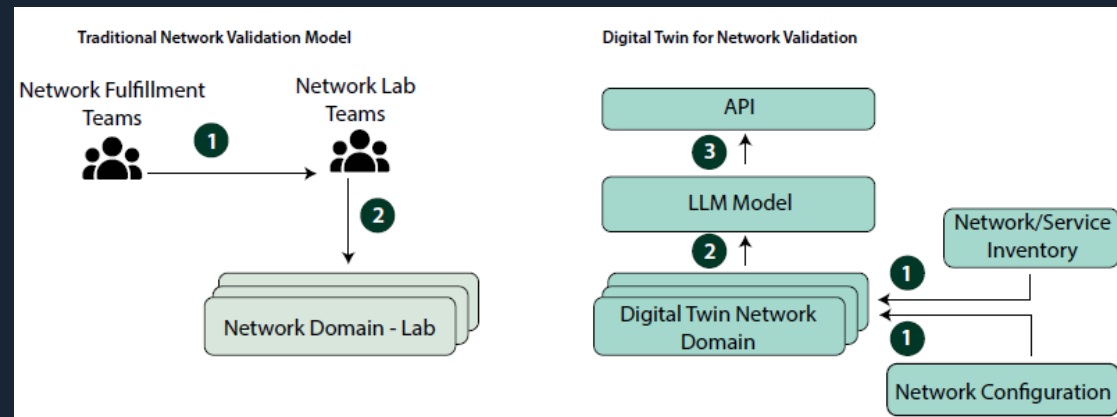 Traditional Network Validation Model
Network Fulfillment
Teams
Network Lab
Teams
1
2
Network Domain - Lab
Digital Twin for Network Validation
API
3
LLM Model
2
Network/Service
Inventory
1
Digital Twin Network
Domain
1
Network Configuration